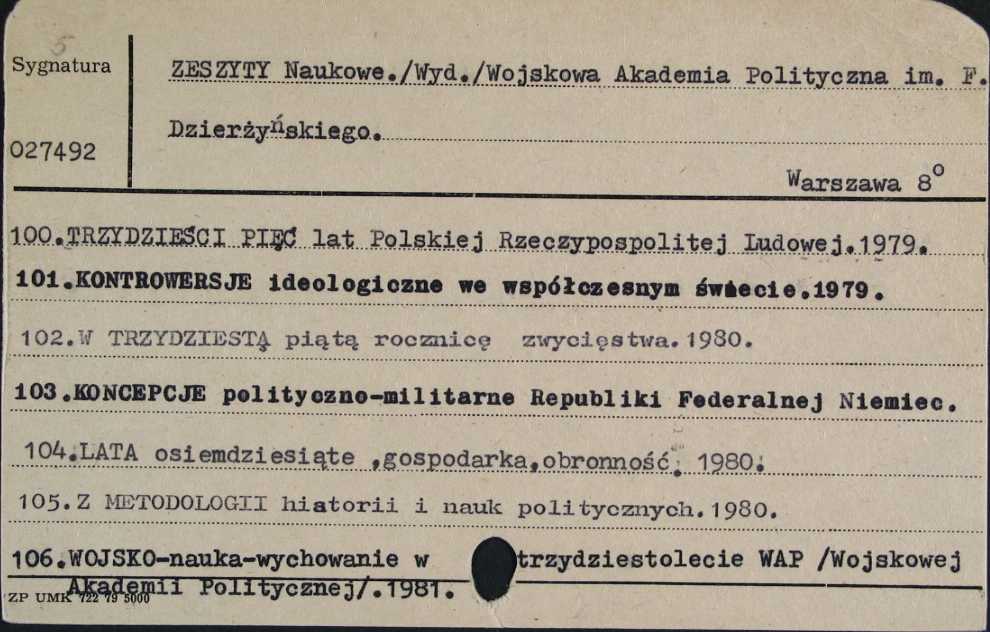 5
Sygnatura
ZESZYTY Naukowe./Wyd./Wojskowa Akademia Polityczna im. F.
Dzierżyńskiego.
027492
Warszawa 8°
100.TRZYDZIEŚCI PIĘĆ lat Polskiej Rzeczypospolitej Ludowej.1979.
101.KONTROWERSJE ideologiczne we współczesnym świecie.1979.
102.W TRZYDZIESTĄ piątą rocznicę zwycięstwa.1980.
103.KONCEPCJE polityczno-militarne Republiki Federalnej Niemiec.
104.LATA osiemdziesiąte ,gospodarka,obronność. 1980.
105.Z METODOLOGII historii i nauk politycznych.1980.
106.WOJSKO-nauka-wychowanie w trzydziestolecie WAP /Wojskowej
Akademii Politycznej/.1981.
ZP UMK 722 79 5000